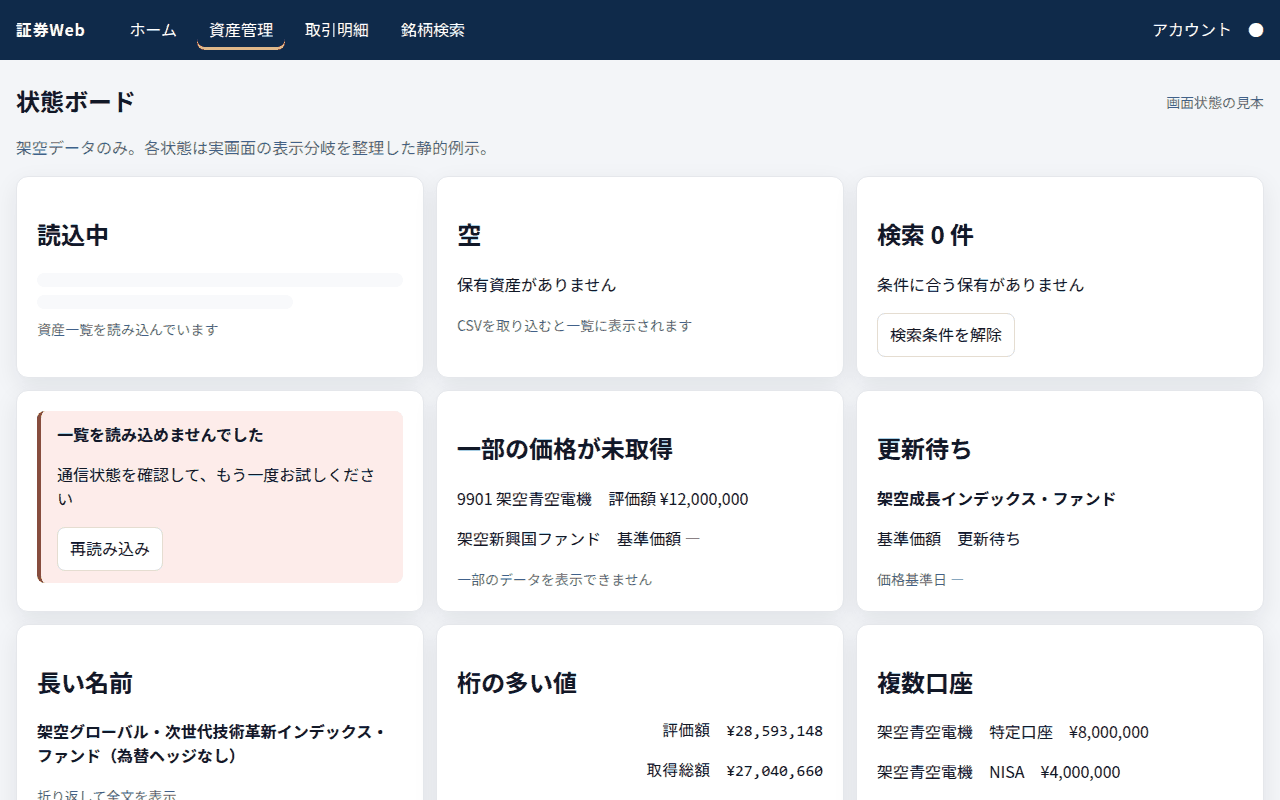 証券Web ホーム 資産管理 取引明細 銘柄検索 アカウント
状態ボード 画面状態の見本
架空データのみ。各状態は実画面の表示分岐を整理した静的例示。
読込中
資産一覧を読み込んでいます
空
保有資産がありません
CSVを取り込むと一覧に表示されます
検索 0 件
条件に合う保有がありません
検索条件を解除
一覧を読み込めませんでした
通信状態を確認して、もう一度お試しくださ
い
再読み込み
一部の価格が未取得
9901 架空青空電機 評価額 ¥12,000,000
架空新興国ファンド 基準価額 —
一部のデータを表示できません
更新待ち
架空成長インデックス・ファンド
基準価額 更新待ち
価格基準日 —
長い名前
架空グローバル・次世代技術革新インデックス・
ファンド（為替ヘッジなし）
折り返して全文を表示
桁の多い値
評価額 ¥28,593,148
取得総額 ¥27,040,660
複数口座
架空青空電機 特定口座 ¥8,000,000
架空青空電機 NISA ¥4,000,000